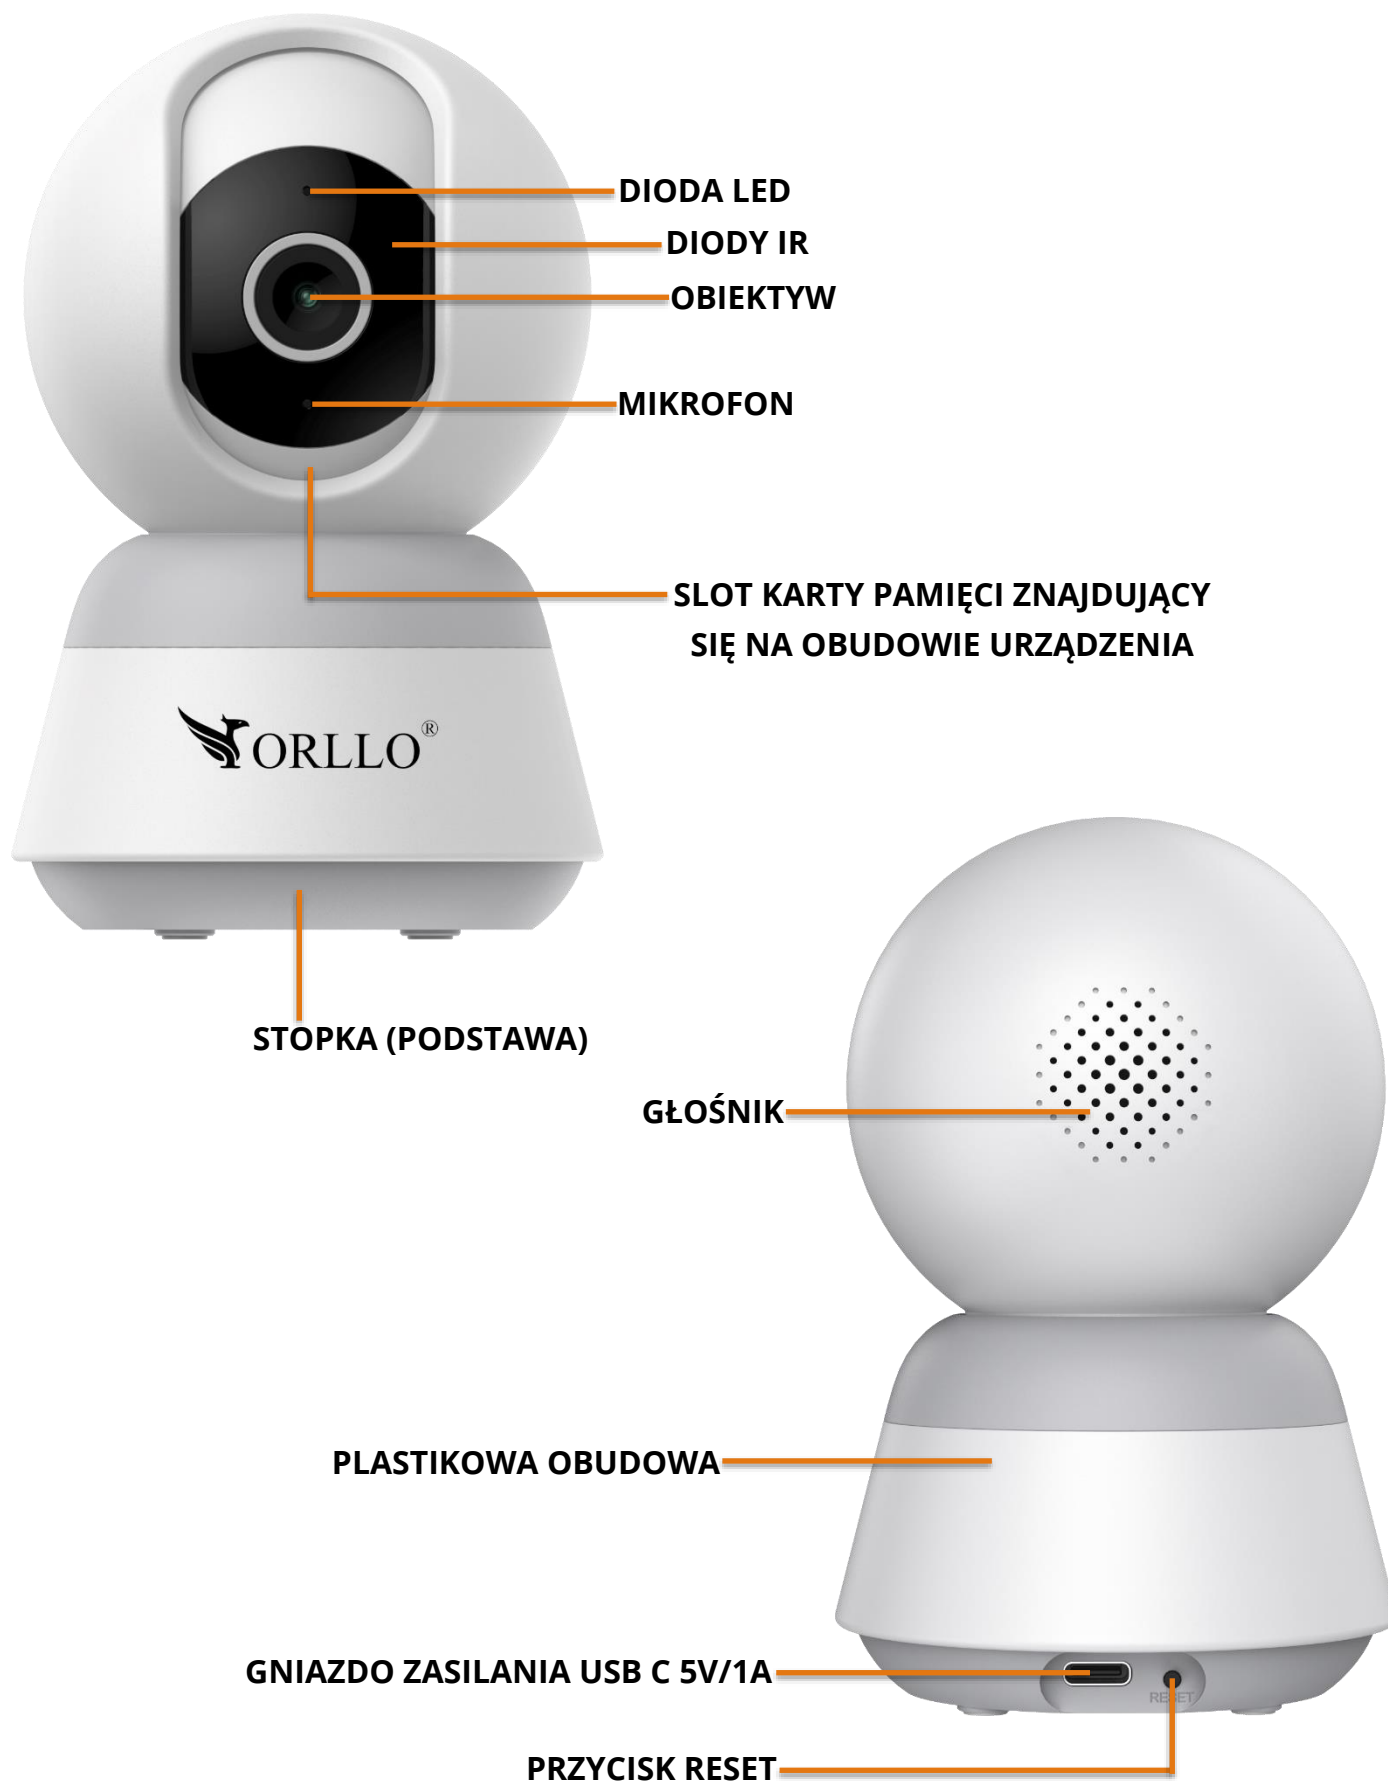 DIODA LED
DIODY IR
OBIEKTYW
MIKROFON
SLOT KARTY PAMIĘCI ZNAJDUJĄCY
SIĘ NA OBUDOWIE URZĄDZENIA
ORLLO®
STOPKA (PODSTAWA)
GŁOŚNIK
PLASTIKOWA OBUDOWA
GNIAZDO ZASILANIA USB C 5V/1A
RESET
PRZYCISK RESET